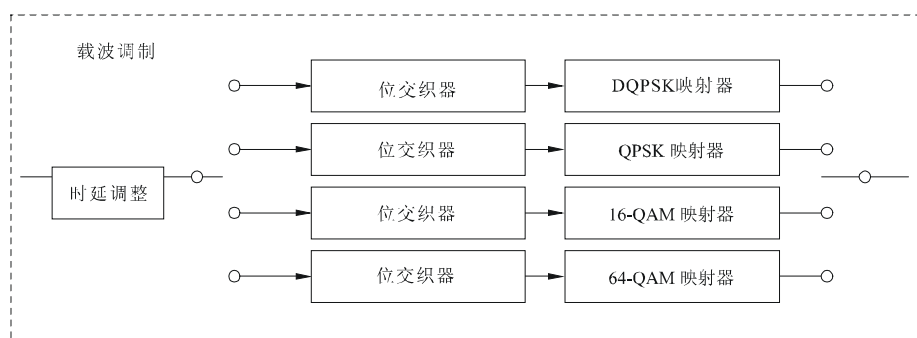 载波调制
位交织器
DQPSK映射器
位交织器
QPSK 映射器
时延调整
位交织器
16-QAM 映射器
位交织器
64-QAM 映射器